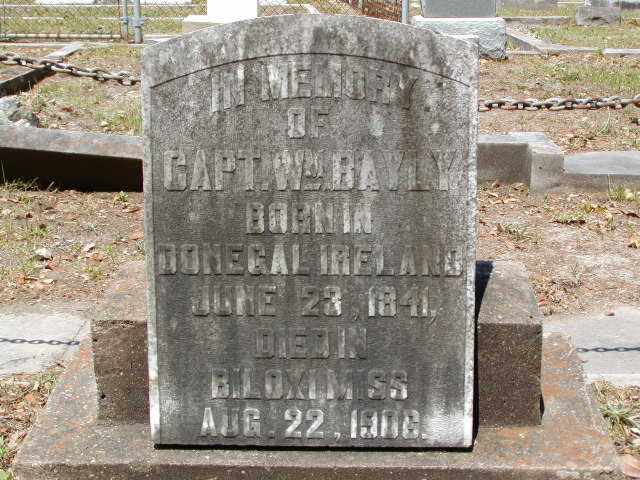 IN MEMORY
OF
CAPT. WM. BAYLY
BORN IN
DONEGAL IRELAND
JUNE 23, 1841,
DIED IN
BILOXI MISS
AUG. 22, 1906.